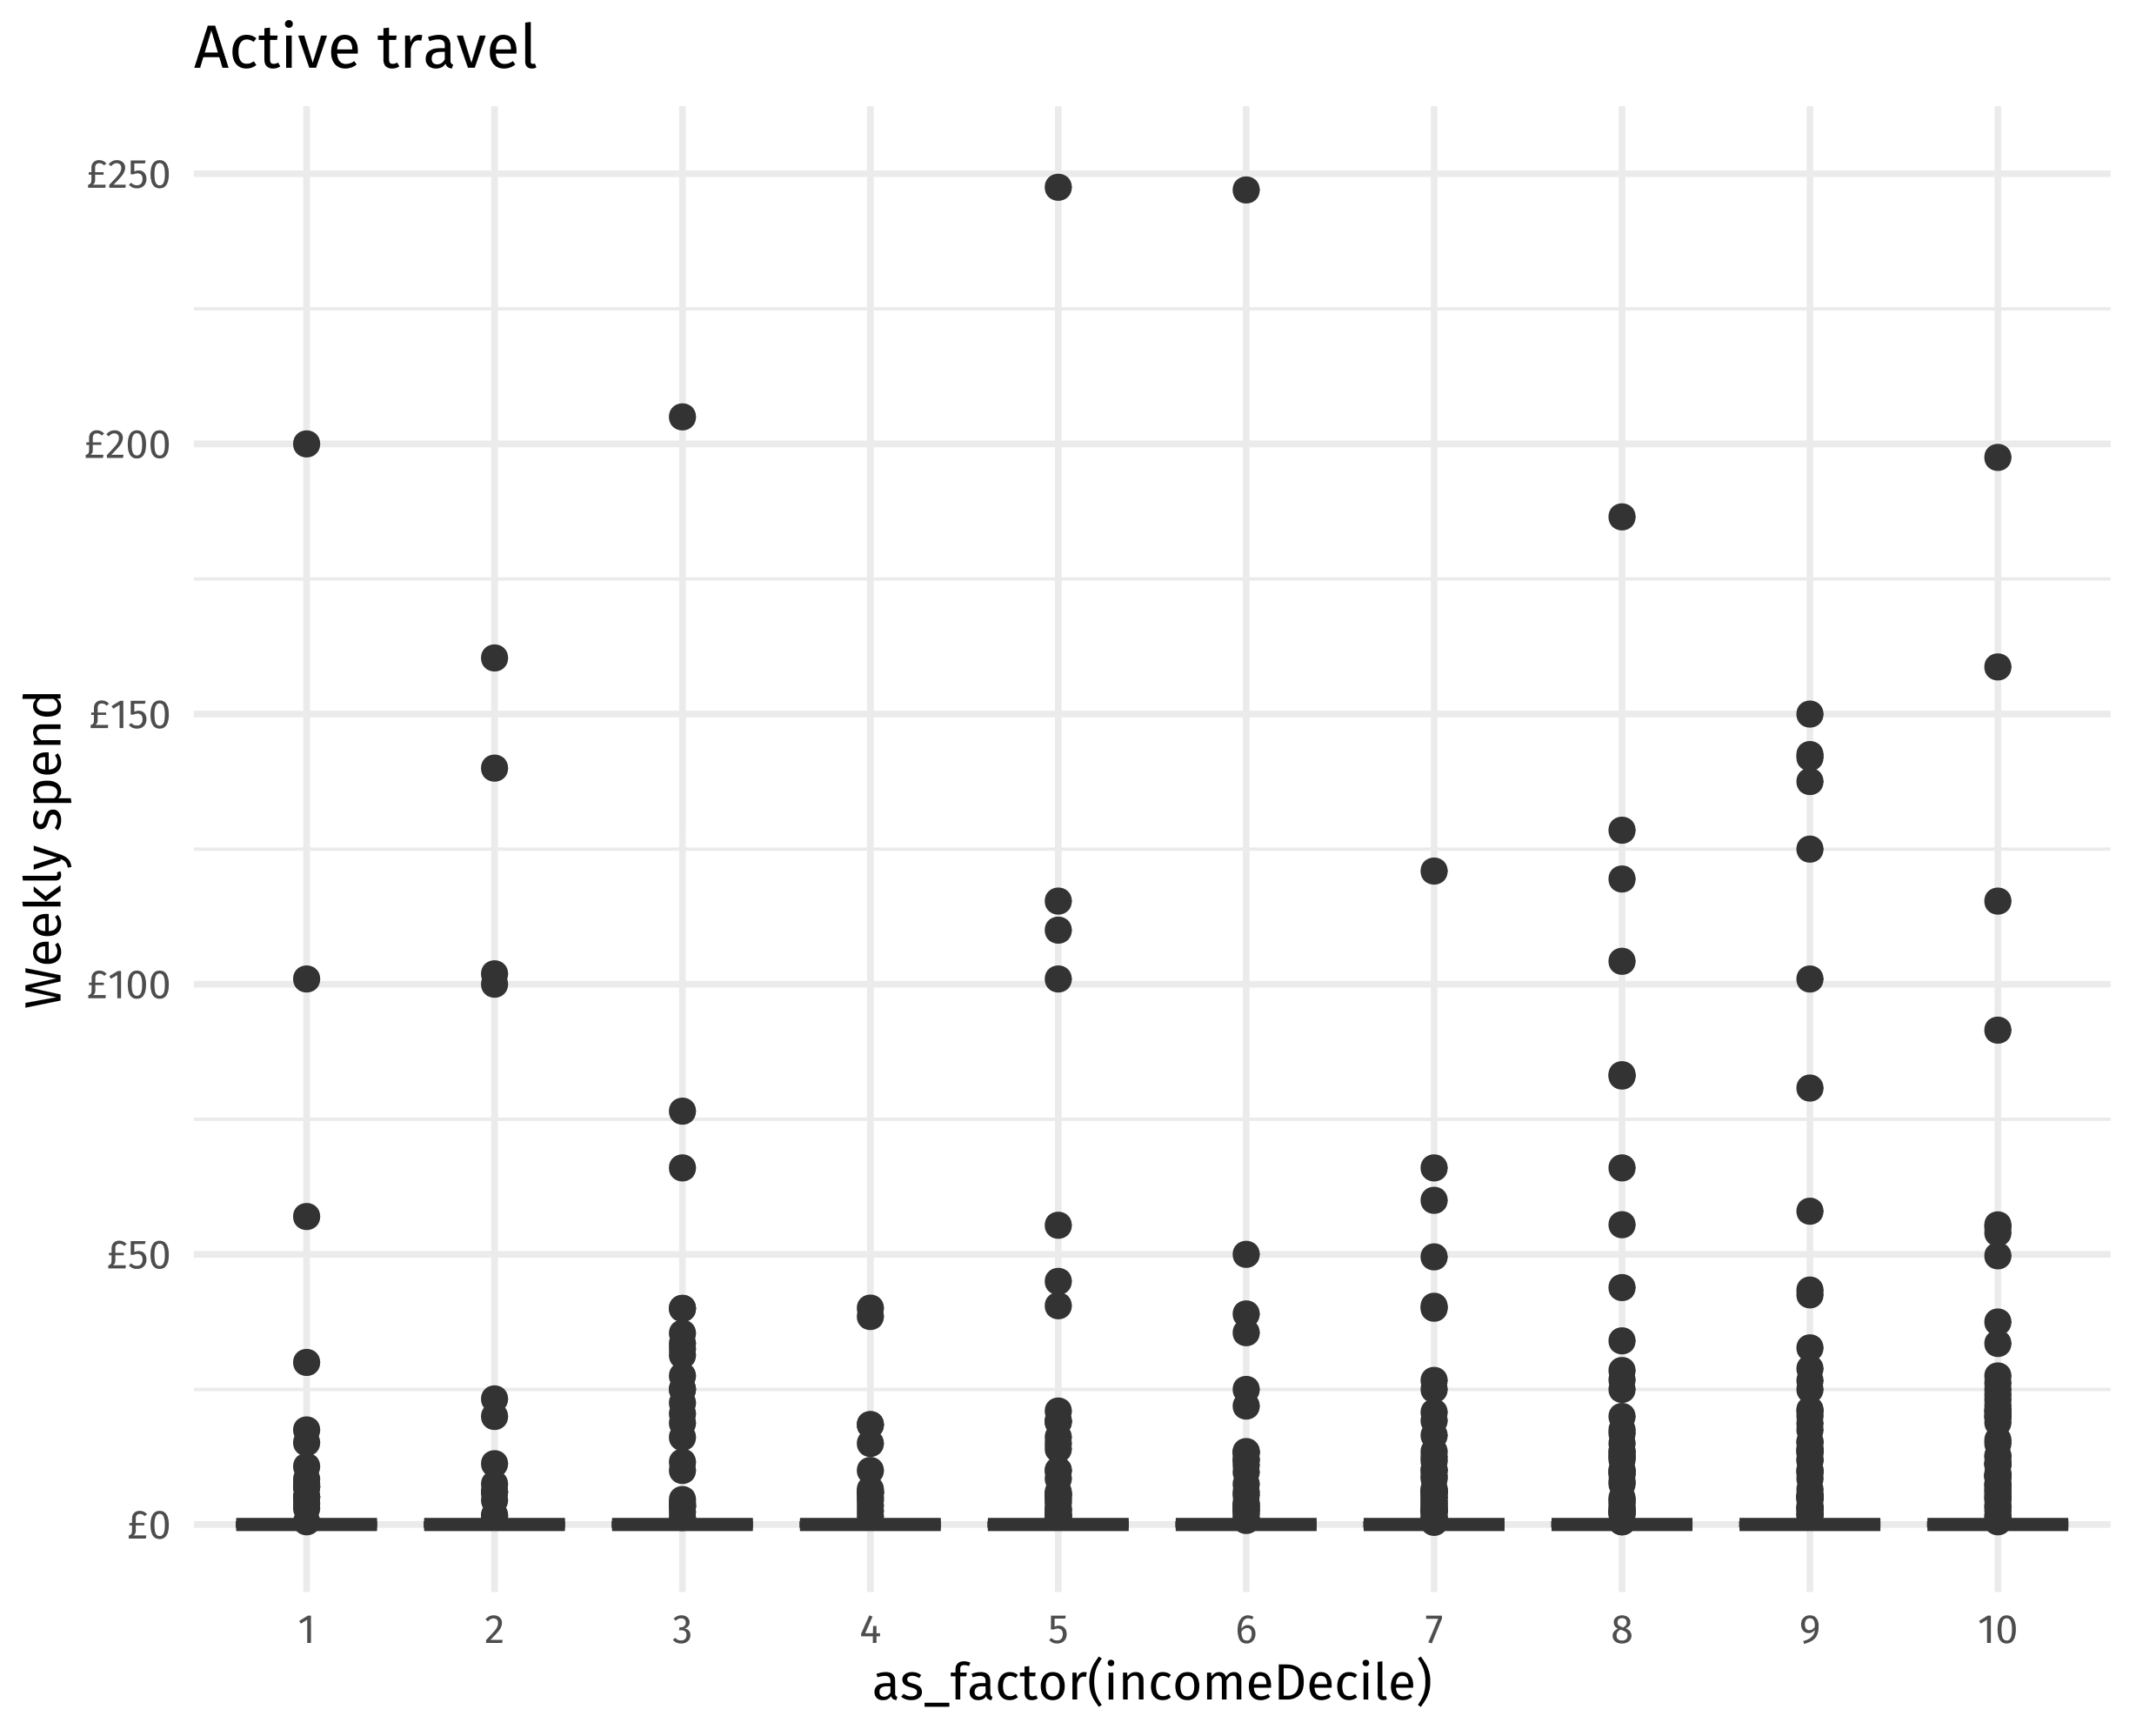 Active travel
Weekly spend
£250
£200
£150
£100
£50
£0
1 2 3 4 5 6 7 8 9 10
as_factor(incomeDecile)